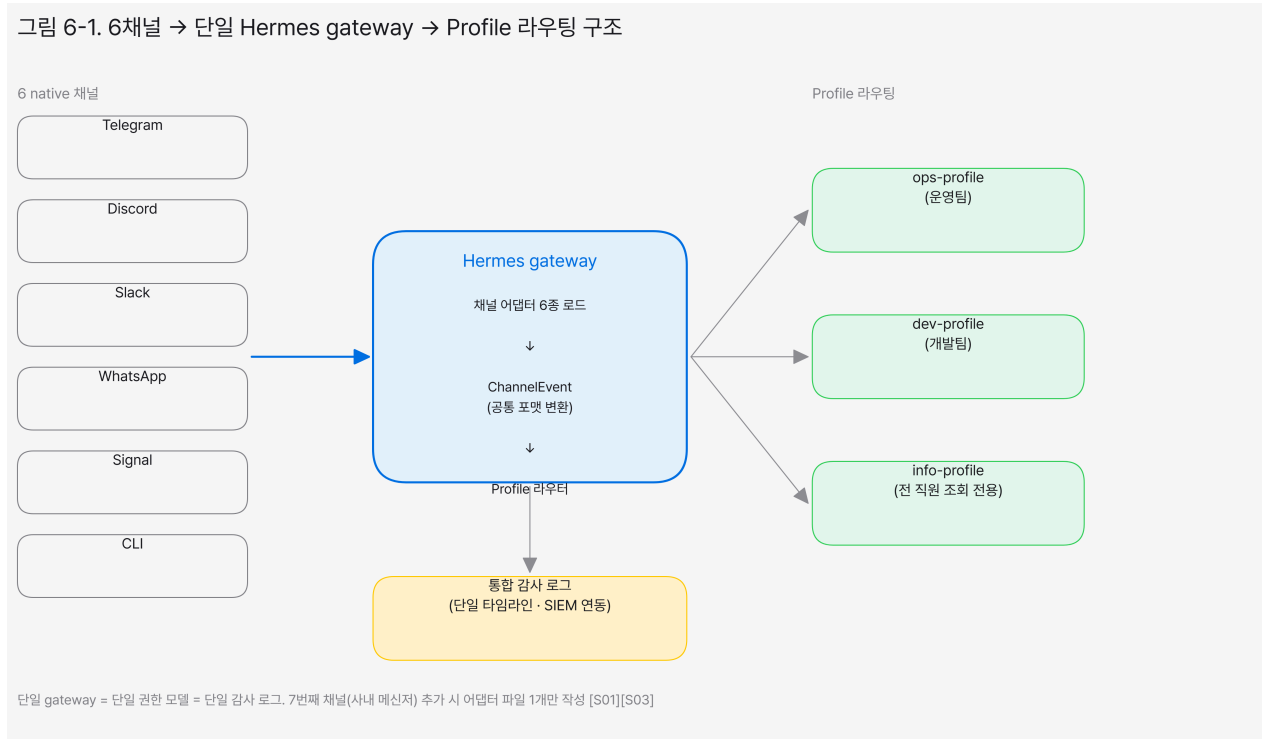 그림 6-1. 6채널 → 단일 Hermes gateway → Profile 라우팅 구조
6 native 채널
Telegram
Discord
Slack
WhatsApp
Signal
CLI
Hermes gateway
채널 어댑터 6종 로드
↓
ChannelEvent
(공통 포맷 변환)
↓
Profile 라우터
통합 감사 로그
(단일 타임라인 · SIEM 연동)
Profile 라우팅
ops-profile
(운영팀)
dev-profile
(개발팀)
info-profile
(전 직원 조회 전용)
단일 gateway = 단일 권한 모델 = 단일 감사 로그. 7번째 채널(사내 메신저) 추가 시 어댑터 파일 1개만 작성 [S01][S03]